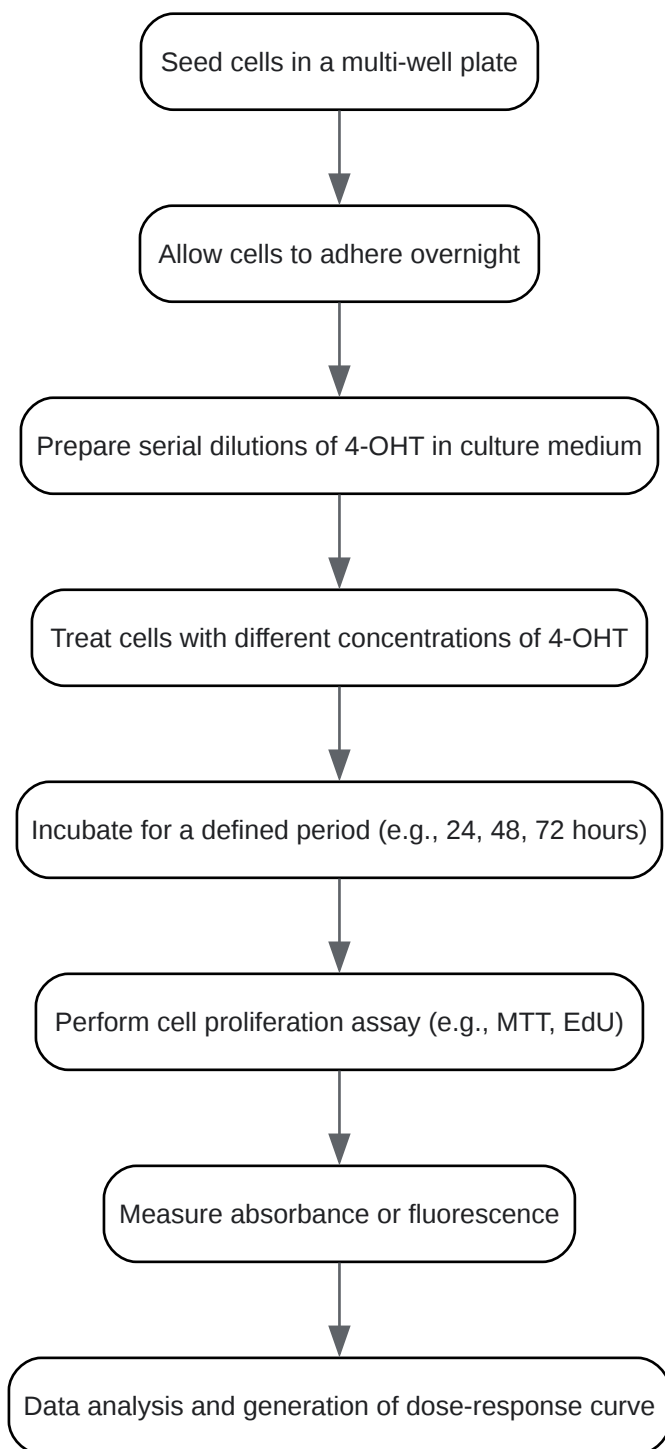 Seed cells in a multi-well plate
Allow cells to adhere overnight
Prepare serial dilutions of 4-OHT in culture medium
Treat cells with different concentrations of 4-OHT
Incubate for a defined period (e.g., 24, 48, 72 hours)
Perform cell proliferation assay (e.g., MTT, EdU)
Measure absorbance or fluorescence
Data analysis and generation of dose-response curve